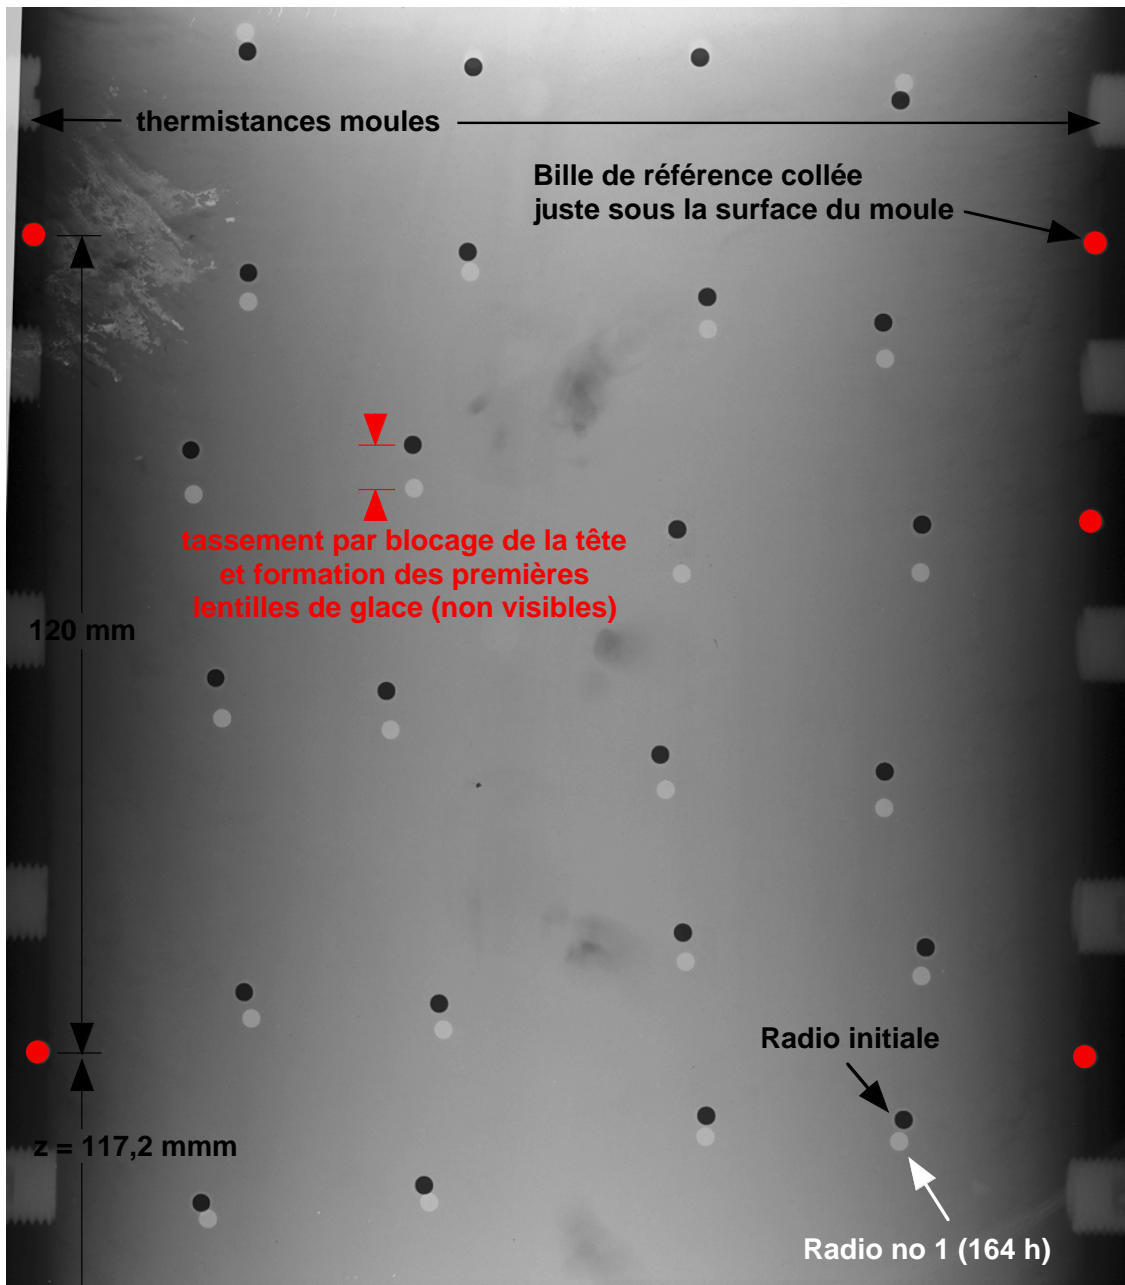 thermistances moules
Bille de référence collée
juste sous la surface du moule
tassement par blocage de la tête
et formation des premières
lentilles de glace (non visibles)
120 mm
Radio initiale
z = 117,2 mmm
Radio no 1 (164 h)